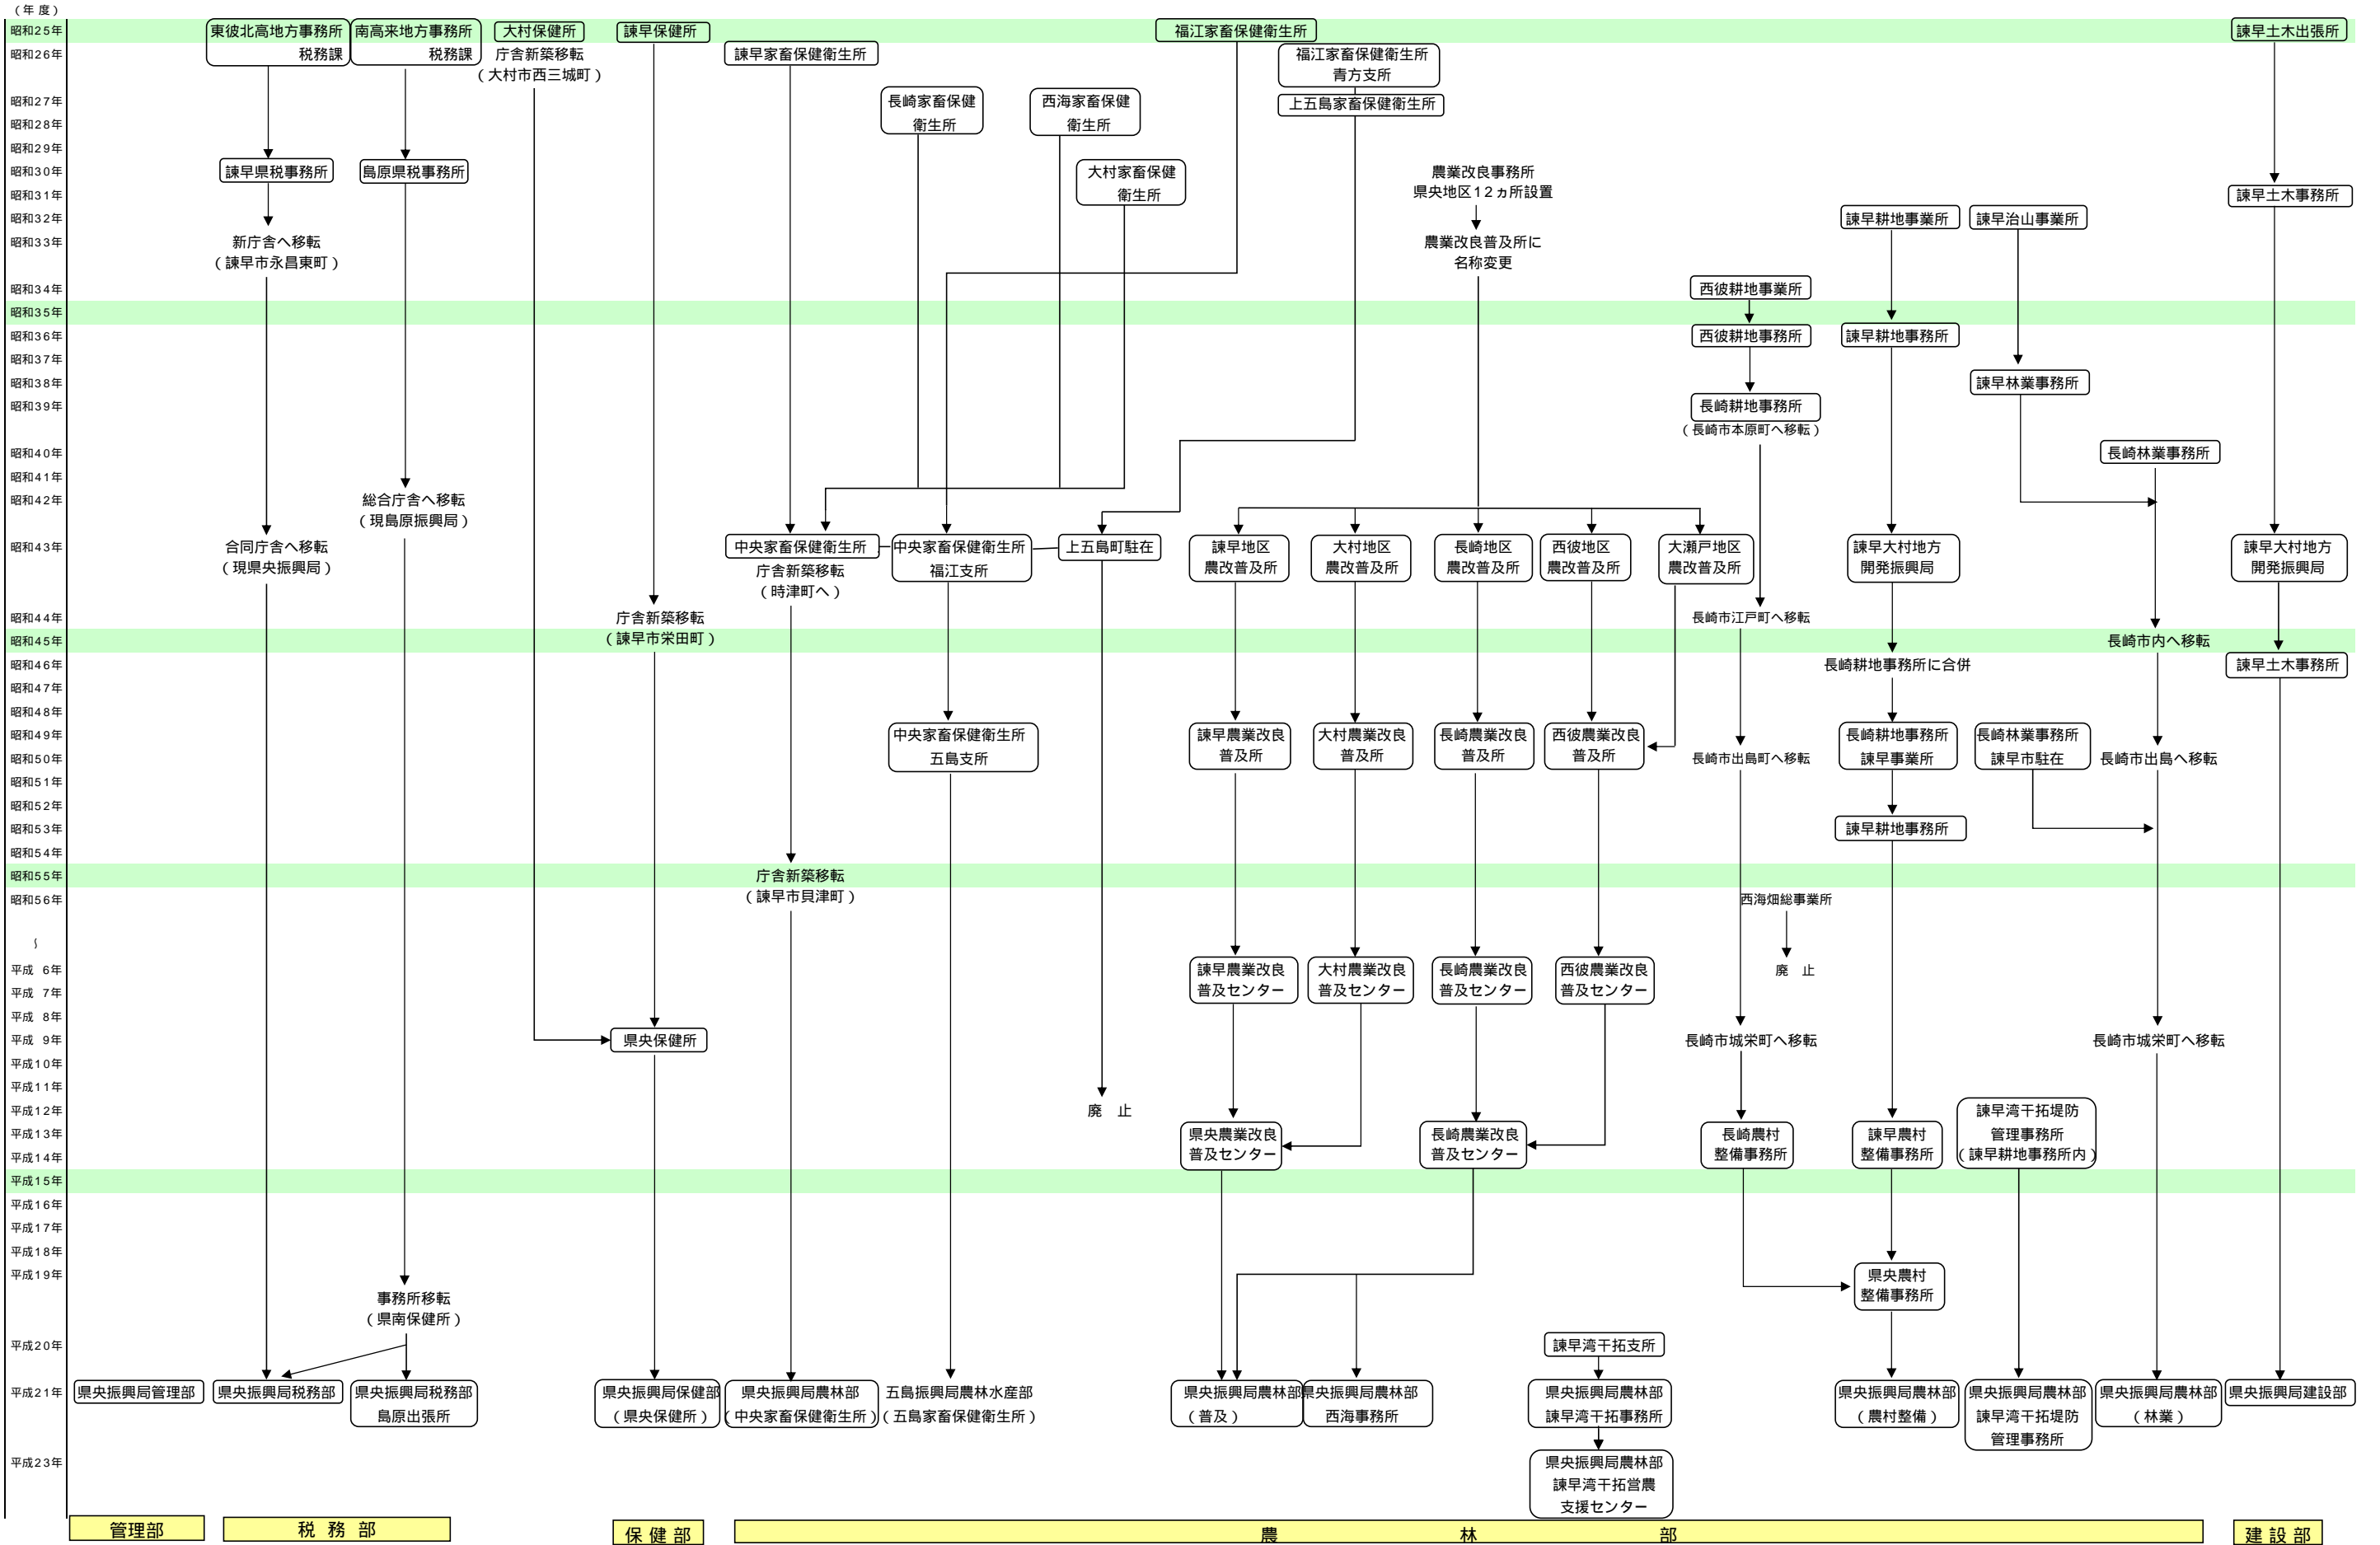 (年度)
昭和25年
東彼北高地方事務所
南高来地方事務所
大村保健所
諫早保健所
福江家畜保健衛生所
諫早土木出張所
昭和26年
税務課
税務課
庁舎新築移転
(大村市西三城町)
諫早家畜保健衛生所
福江家畜保健衛生所
青方支所
昭和27年
長崎家畜保健
衛生所
西海家畜保健
衛生所
上五島家畜保健衛生所
昭和28年
昭和29年
昭和30年
諫早県税事務所
島原県税事務所
大村家畜保健
衛生所
農業改良事務所
県央地区12ヵ所設置
昭和31年
諫早土木事務所
昭和32年
諫早耕地事業所
諫早治山事業所
昭和33年
新庁舎へ移転
(諫早市永昌東町)
農業改良普及所に
名称変更
昭和34年
西彼耕地事業所
昭和35年
昭和36年
西彼耕地事務所
諫早耕地事務所
昭和37年
昭和38年
諫早林業事務所
昭和39年
長崎耕地事務所
(長崎市本原町へ移転)
昭和40年
長崎林業事務所
昭和41年
昭和42年
総合庁舎へ移転
(現島原振興局)
昭和43年
合同庁舎へ移転
(現県央振興局)
中央家畜保健衛生所
庁舎新築移転
(時津町へ)
中央家畜保健衛生所
福江支所
上五島町駐在
諫早地区
農改普及所
大村地区
農改普及所
長崎地区
農改普及所
西彼地区
農改普及所
大瀬戸地区
農改普及所
諫早大村地方
開発振興局
諫早大村地方
開発振興局
昭和44年
庁舎新築移転
(諫早市栄田町)
長崎市江戸町へ移転
昭和45年
長崎市内へ移転
昭和46年
長崎耕地事務所に合併
諫早土木事務所
昭和47年
昭和48年
昭和49年
中央家畜保健衛生所
五島支所
諫早農業改良
普及所
大村農業改良
普及所
長崎農業改良
普及所
西彼農業改良
普及所
長崎耕地事務所
諫早事業所
長崎林業事務所
諫早市駐在
昭和50年
長崎市出島町へ移転
長崎市出島へ移転
昭和51年
昭和52年
昭和53年
諫早耕地事務所
昭和54年
昭和55年
庁舎新築移転
(諫早市貝津町)
昭和56年
西海畑総事業所
～
平成 6年
諫早農業改良
普及センター
大村農業改良
普及センター
長崎農業改良
普及センター
西彼農業改良
普及センター
廃 止
平成 7年
平成 8年
平成 9年
県央保健所
長崎市城栄町へ移転
長崎市城栄町へ移転
平成10年
平成11年
平成12年
廃 止
諫早湾干拓堤防
管理事務所
(諫早耕地事務所内)
平成13年
県央農業改良
普及センター
長崎農業改良
普及センター
長崎農村
整備事務所
諫早農村
整備事務所
平成14年
平成15年
平成16年
平成17年
平成18年
平成19年
事務所移転
(県南保健所)
県央農村
整備事務所
平成20年
諫早湾干拓支所
平成21年
県央振興局管理部
県央振興局税務部
県央振興局税務部
島原出張所
県央振興局保健部
(県央保健所)
県央振興局農林部
(中央家畜保健衛生所)
五島振興局農林水産部
(五島家畜保健衛生所)
県央振興局農林部
(普及)
県央振興局農林部
西海事務所
県央振興局農林部
諫早湾干拓事務所
県央振興局農林部
(農村整備)
県央振興局農林部
諫早湾干拓堤防
管理事務所
県央振興局農林部
(林業)
県央振興局建設部
平成23年
県央振興局農林部
諫早湾干拓営農
支援センター
管理部
税務部
保健部
農林部
建設部